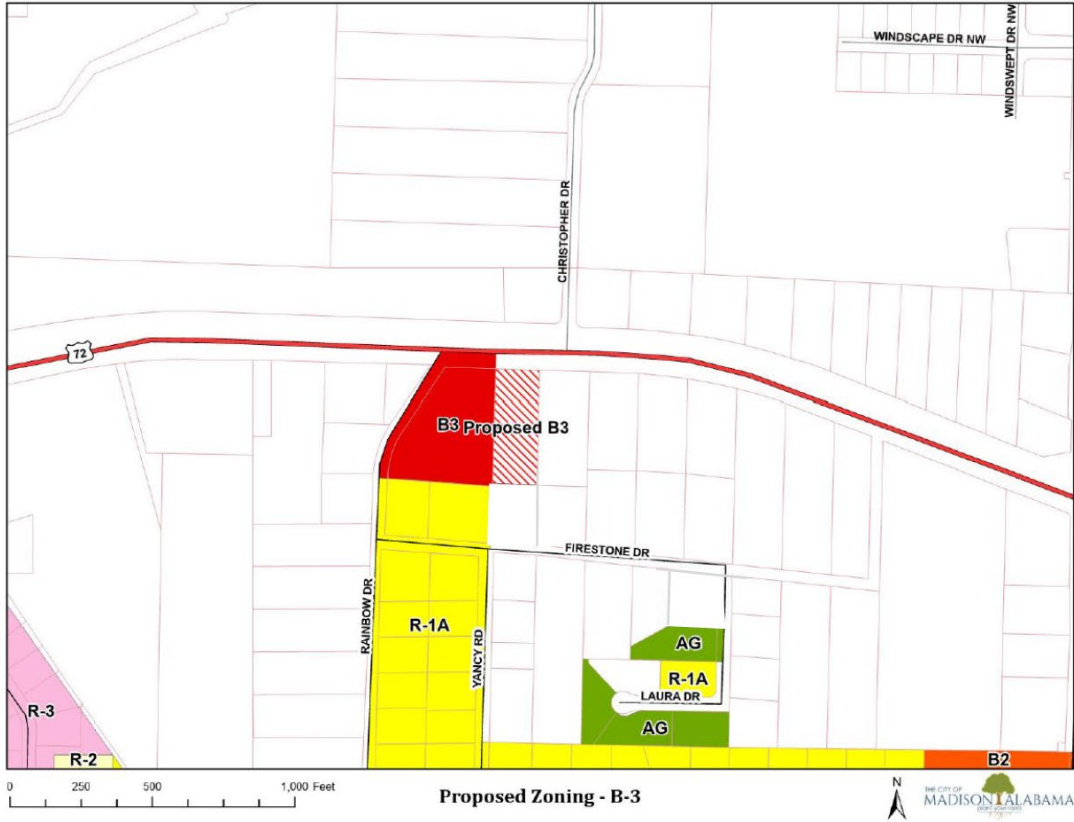 WINDSCAPE DR NW
WINDSWEPT DR NW
CHRISTOPHER DR
72
B3
Proposed B3
FIRESTONE DR
RAINBOW DR
R-1A
YANCY RD
AG
R-1A
LAURA DR
AG
R-3
R-2
B2
0 250 500 1,000 Feet
Proposed Zoning - B-3
N
THE CITY OF
MADISON ALABAMA